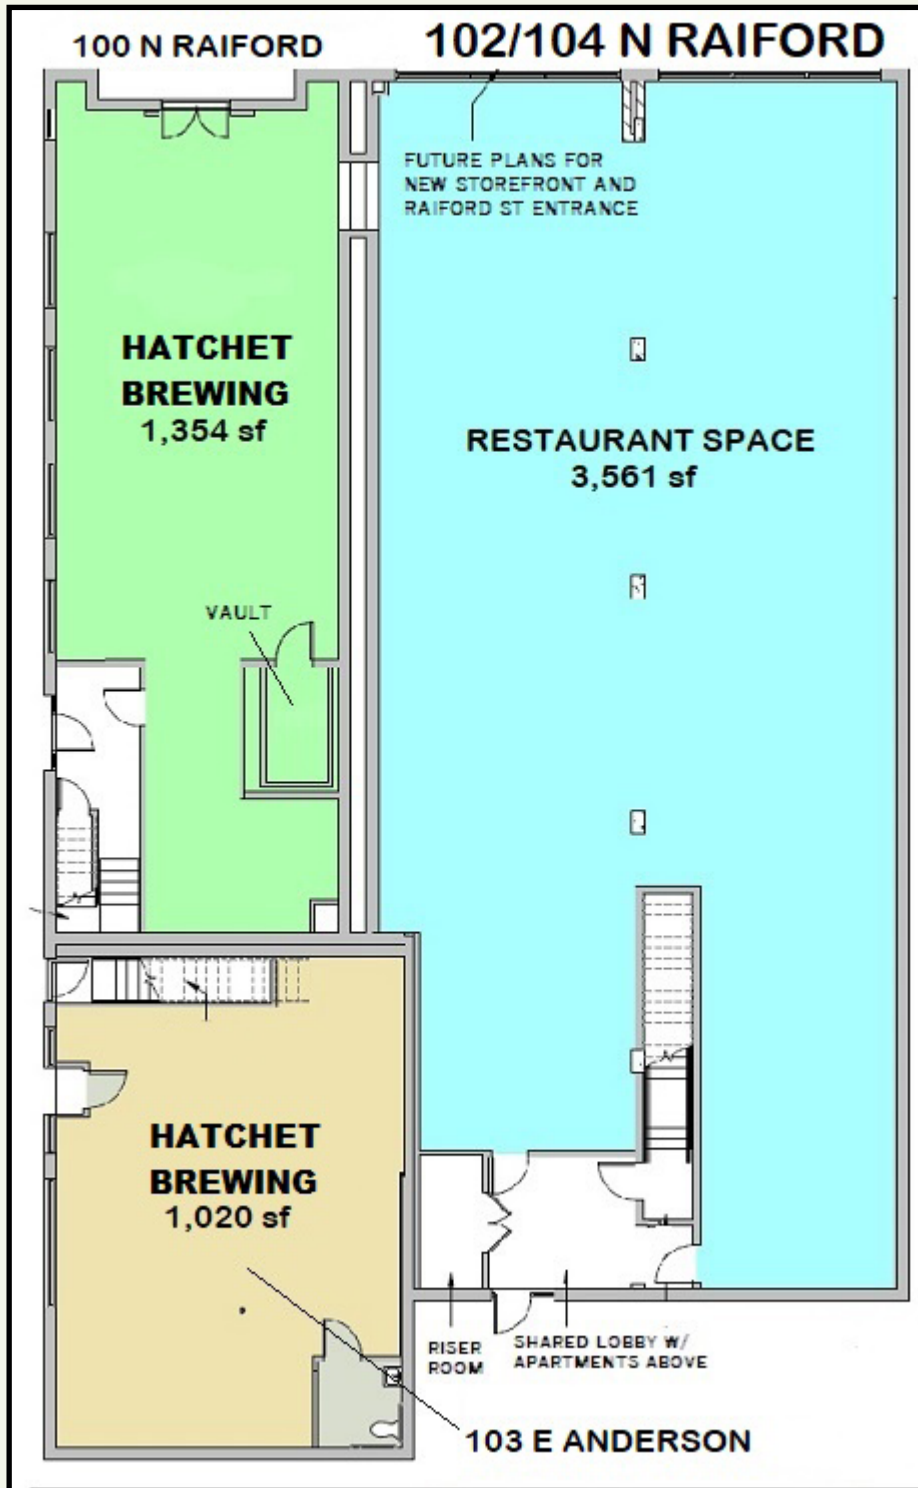 100 N RAIFORD
102/104 N RAIFORD
FUTURE PLANS FOR
NEW STOREFRONT AND
RAIFORD ST ENTRANCE
HATCHET
BREWING
1,354 sf
RESTAURANT SPACE
3,561 sf
VAULT
HATCHET
BREWING
1,020 sf
RISER
ROOM
SHARED LOBBY W/
APARTMENTS ABOVE
103 E ANDERSON